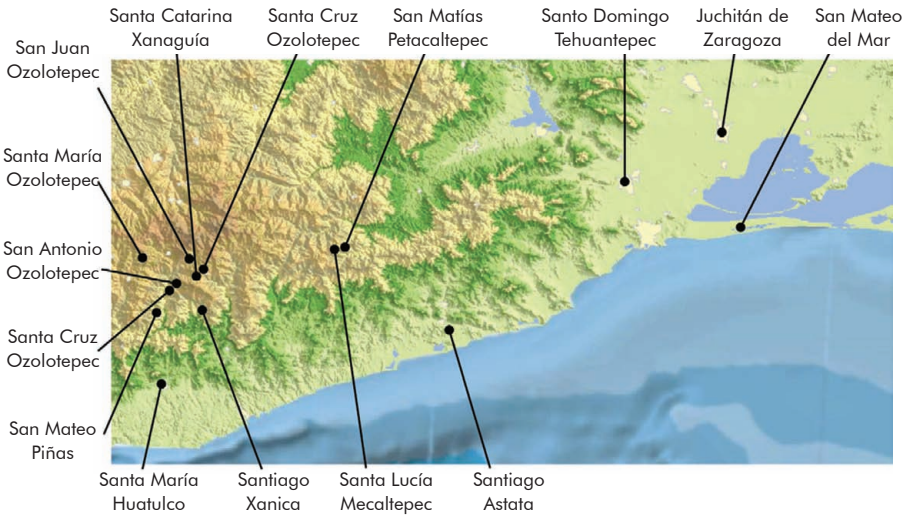 Santa Catarina
Xanaguía
Santa Cruz
Ozolotepec
San Matías
Petacaltepec
Santo Domingo
Tehuantepec
Juchitán de
Zaragoza
San Mateo
del Mar
San Juan
Ozolotepec
Santa María
Ozolotepec
San Antonio
Ozolotepec
Santa Cruz
Ozolotepec
San Mateo
Piñas
Santa María
Huatulco
Santiago
Xanica
Santa Lucía
Mecaltepec
Santiago
Astata